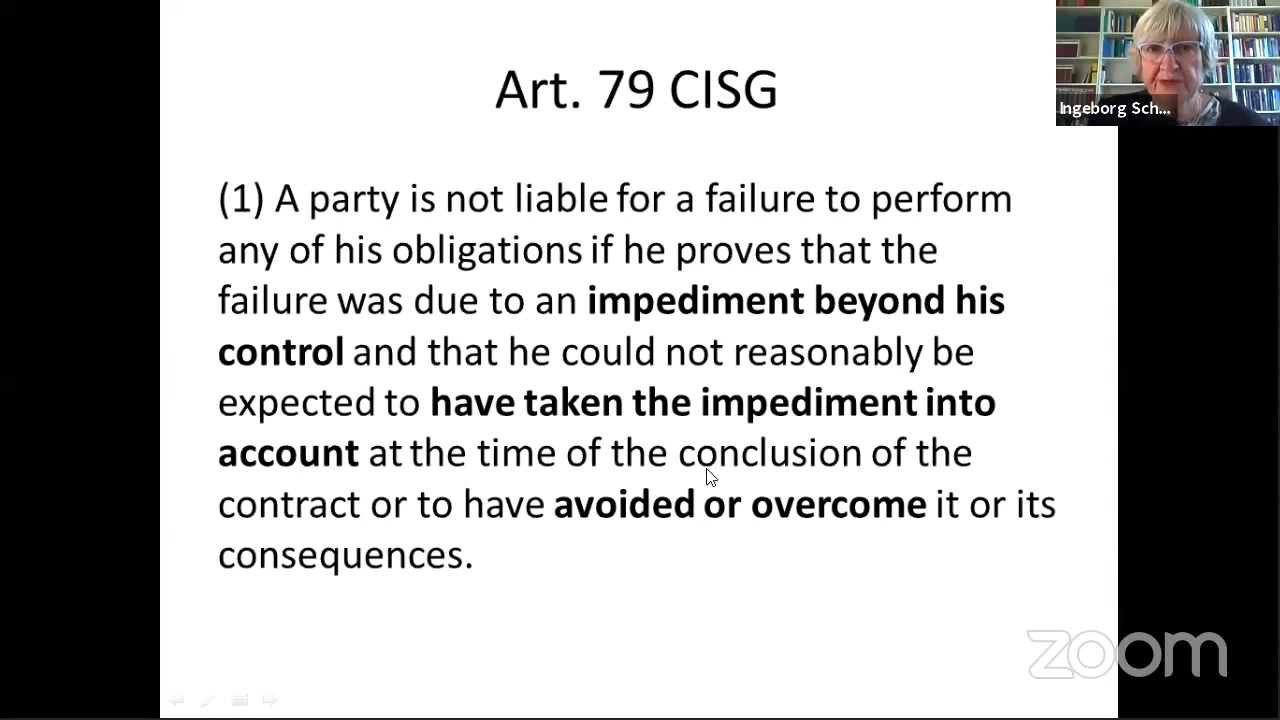 Art. 79 CISG
Ingeborg Sch...
(1) A party is not liable for a failure to perform
any of his obligations if he proves that the
failure was due to an impediment beyond his
control and that he could not reasonably be
expected to have taken the impediment into
account at the time of the conclusion of the
contract or to have avoided or overcome it or its
consequences.
zoom